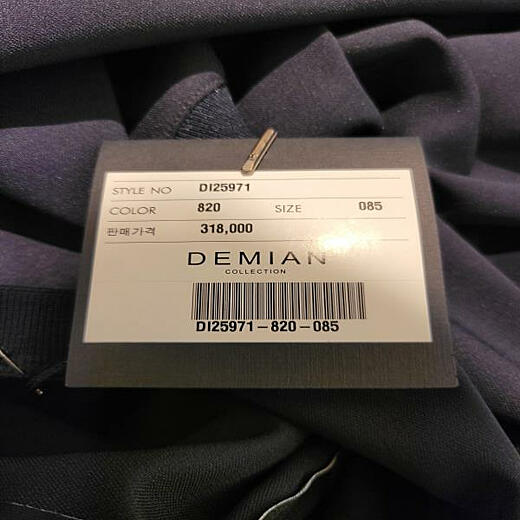 STYLE NO DI25971
COLOR 820 SIZE 085
판매가격 318,000
DEMIAN
COLLECTION
DI25971-820-085